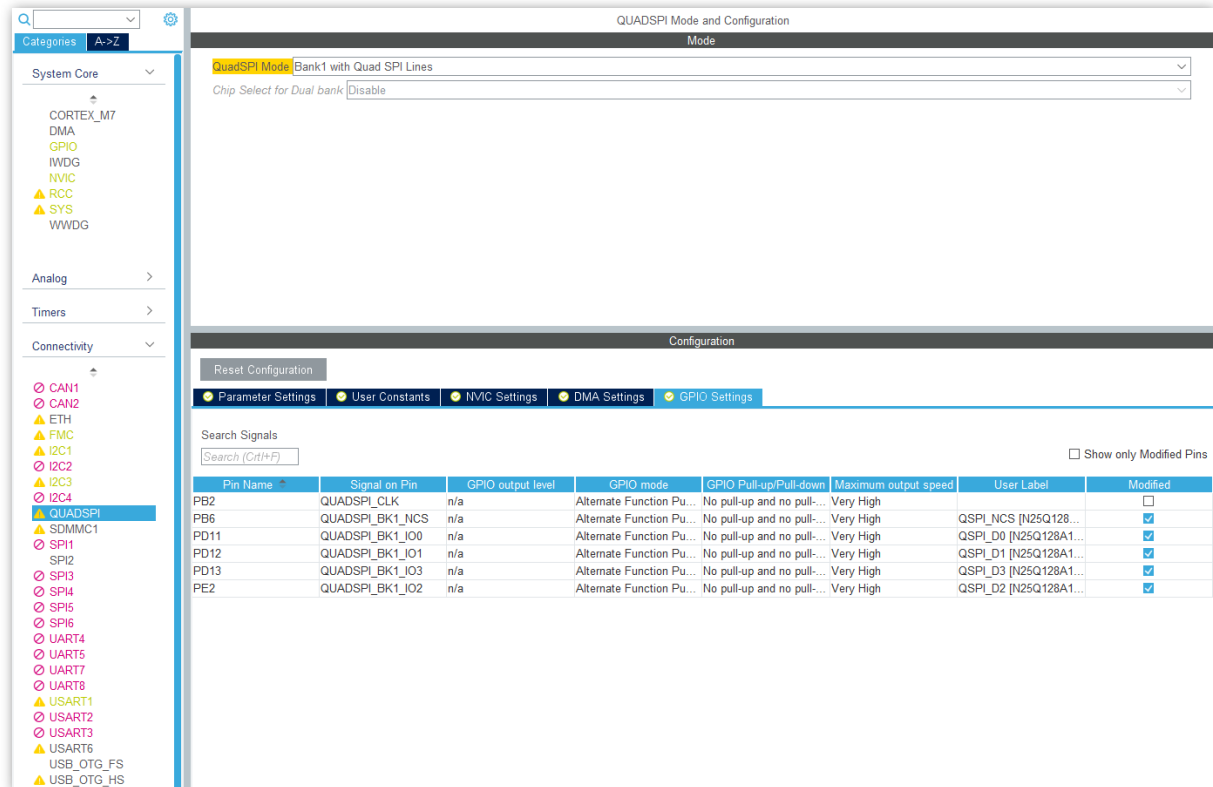 Categories A->Z
System Core
CORTEX_M7
DMA
GPIO
IWDG
NVIC
RCC
SYS
WWDG
Analog
Timers
Connectivity
CAN1
CAN2
ETH
FMC
I2C1
I2C2
I2C3
I2C4
QUADSPI
SDMMC1
SPI1
SPI2
SPI3
SPI4
SPI5
SPI6
UART4
UART5
UART7
UART8
USART1
USART2
USART3
USART6
USB_OTG_FS
USB_OTG_HS
QUADSPI Mode and Configuration
Mode
QuadSPI Mode Bank1 with Quad SPI Lines
Chip Select for Dual bank Disable
Configuration
Reset Configuration
Parameter Settings User Constants NVIC Settings DMA Settings GPIO Settings
Search Signals
Search (Crtl+F) Show only Modified Pins
Pin Name Signal on Pin GPIO output level GPIO mode GPIO Pull-up/Pull-down Maximum output speed User Label Modified
PB2 QUADSPI_CLK n/a Alternate Function Pu... No pull-up and no pull-... Very High
PB6 QUADSPI_BK1_NCS n/a Alternate Function Pu... No pull-up and no pull-... Very High QSPI_NCS [N25Q128...
PD11 QUADSPI_BK1_IO0 n/a Alternate Function Pu... No pull-up and no pull-... Very High QSPI_D0 [N25Q128A1...
PD12 QUADSPI_BK1_IO1 n/a Alternate Function Pu... No pull-up and no pull-... Very High QSPI_D1 [N25Q128A1...
PD13 QUADSPI_BK1_IO3 n/a Alternate Function Pu... No pull-up and no pull-... Very High QSPI_D3 [N25Q128A1...
PE2 QUADSPI_BK1_IO2 n/a Alternate Function Pu... No pull-up and no pull-... Very High QSPI_D2 [N25Q128A1...